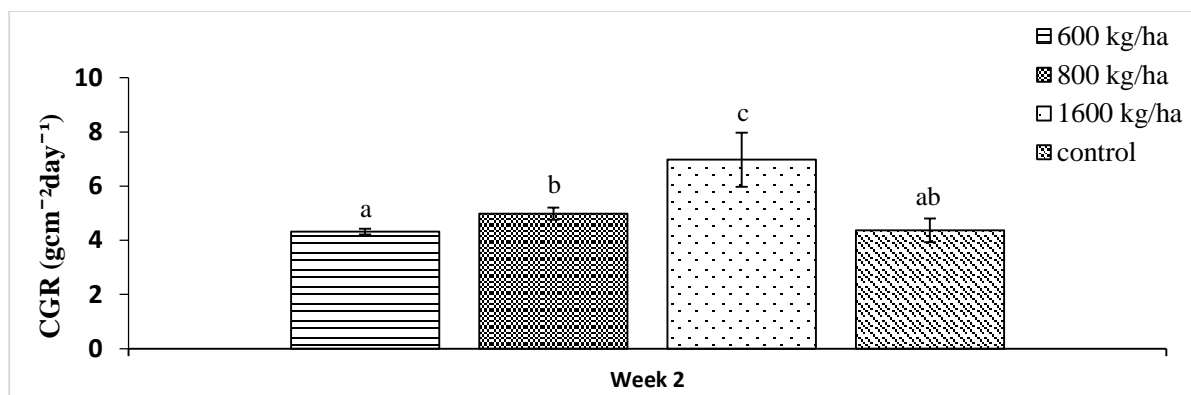 600 kg/ha
800 kg/ha
1600 kg/ha
control
CGR (gcm⁻²day⁻¹)
10
8
6
4
2
0
a
b
c
ab
Week 2